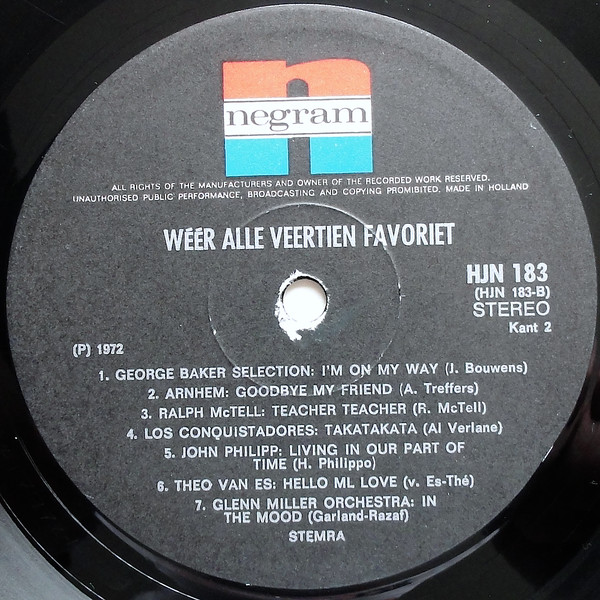 negram
ALL RIGHTS OF THE MANUFACTURERS AND OWNER OF THE RECORDED WORK RESERVED.
UNAUTHORISED PUBLIC PERFORMANCE, BROADCASTING AND COPYING PROHIBITED. MADE IN HOLLAND
WÉÉR ALLE VEERTIEN FAVORIET
HJN 183
(HJN 183-B)
STEREO
Kant 2
(P) 1972
1. GEORGE BAKER SELECTION: I'M ON MY WAY (J. Bouwens)
2. ARNHEM: GOODBYE MY FRIEND (A. Treffers)
3. RALPH McTELL: TEACHER TEACHER (R. McTell)
4. LOS CONQUISTADORES: TAKATAKATA (Al Verlane)
5. JOHN PHILIPP: LIVING IN OUR PART OF
TIME (H. Philippo)
6. THEO VAN ES: HELLO ML LOVE (v. Es-Thé)
7. GLENN MILLER ORCHESTRA: IN
THE MOOD (Garland-Razaf)
STEMRA